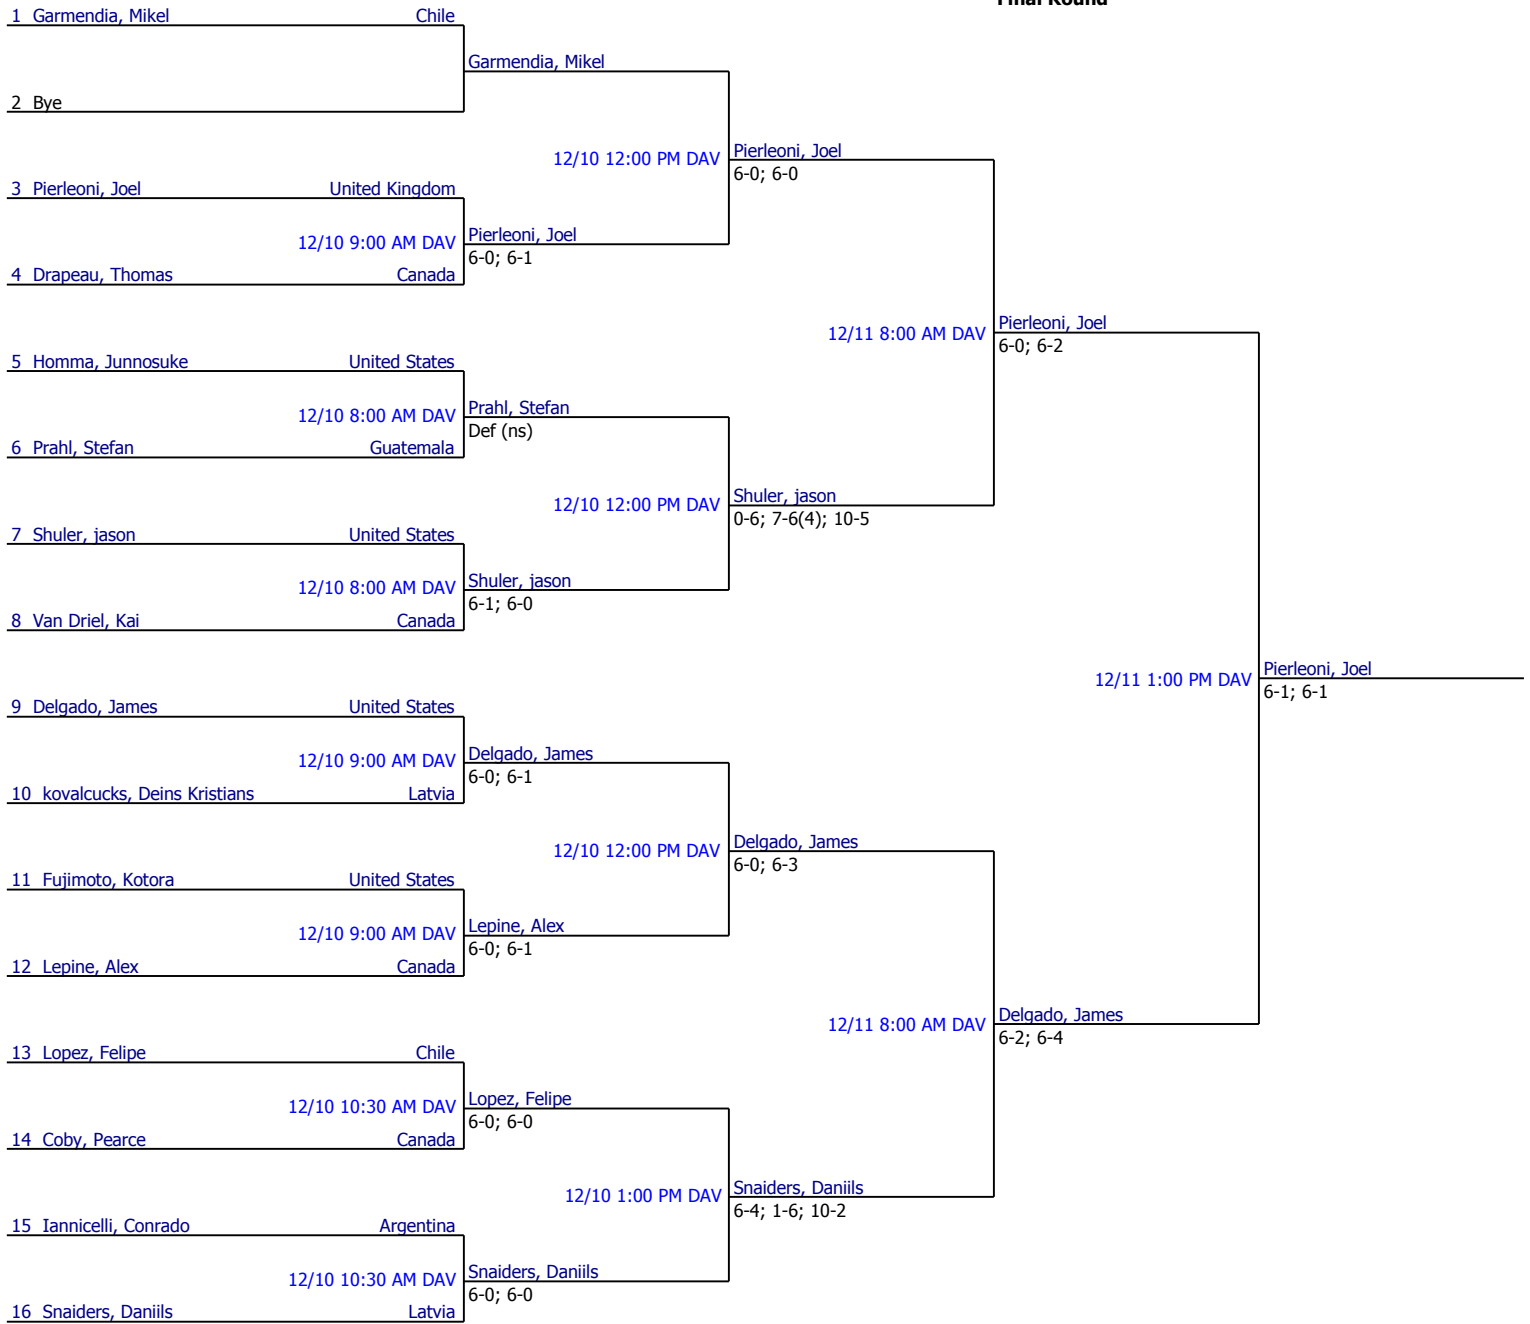 Final Round
1 Garmendia, Mikel Chile
Garmendia, Mikel
2 Bye
12/10 12:00 PM DAV Pierleoni, Joel
6-0; 6-0
3 Pierleoni, Joel United Kingdom
12/10 9:00 AM DAV Pierleoni, Joel
6-0; 6-1
4 Drapeau, Thomas Canada
12/11 8:00 AM DAV Pierleoni, Joel
6-0; 6-2
5 Homma, Junnosuke United States
12/10 8:00 AM DAV Prahl, Stefan
Def (ns)
6 Prahl, Stefan Guatemala
12/10 12:00 PM DAV Shuler, jason
0-6; 7-6(4); 10-5
7 Shuler, jason United States
12/10 8:00 AM DAV Shuler, jason
6-1; 6-0
8 Van Driel, Kai Canada
12/11 1:00 PM DAV Pierleoni, Joel
6-1; 6-1
9 Delgado, James United States
12/10 9:00 AM DAV Delgado, James
6-0; 6-1
10 kovalcucks, Deins Kristians Latvia
12/10 12:00 PM DAV Delgado, James
6-0; 6-3
11 Fujimoto, Kotora United States
12/10 9:00 AM DAV Lepine, Alex
6-0; 6-1
12 Lepine, Alex Canada
12/11 8:00 AM DAV Delgado, James
6-2; 6-4
13 Lopez, Felipe Chile
12/10 10:30 AM DAV Lopez, Felipe
6-0; 6-0
14 Coby, Pearce Canada
12/10 1:00 PM DAV Snaiders, Daniils
6-4; 1-6; 10-2
15 Iannicelli, Conrado Argentina
12/10 10:30 AM DAV Snaiders, Daniils
6-0; 6-0
16 Snaiders, Daniils Latvia